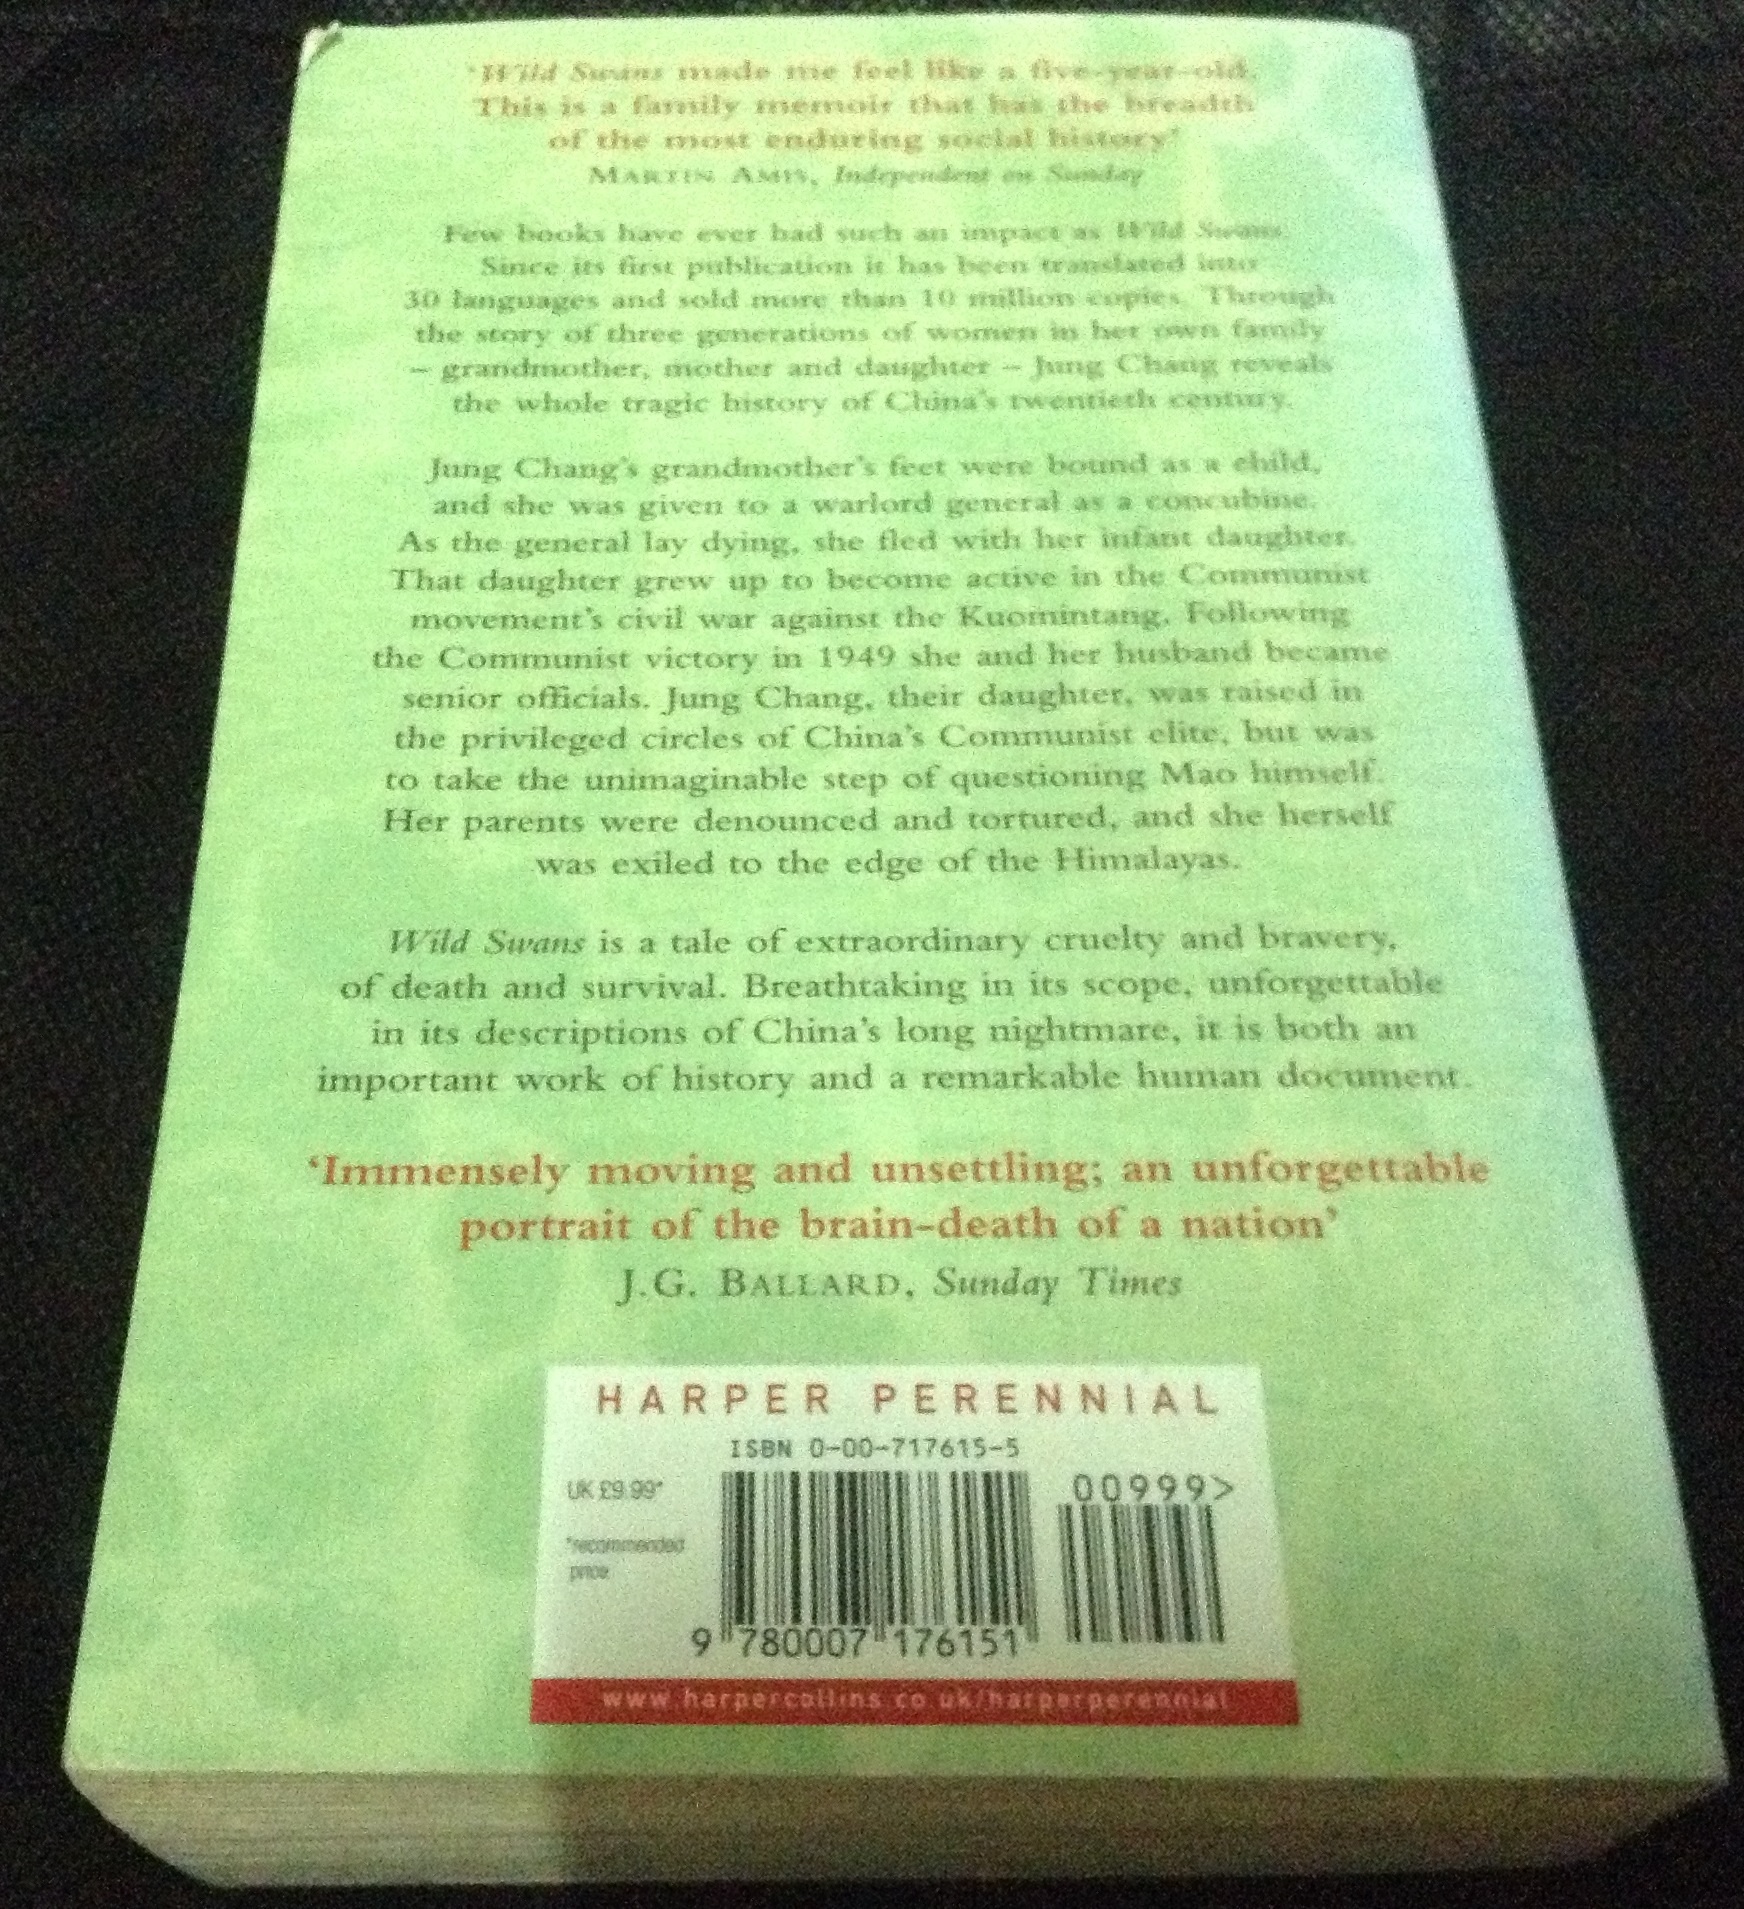 'Wild Swans made me feel like a five-year-old.
This is a family memoir that has the breadth
of the most enduring social history'
MARTIN AMIS, Independent on Sunday
Few books have ever had such an impact as Wild Swans.
Since its first publication it has been translated into
30 languages and sold more than 10 million copies. Through
the story of three generations of women in her own family
– grandmother, mother and daughter – Jung Chang reveals
the whole tragic history of China's twentieth century.
Jung Chang's grandmother's feet were bound as a child,
and she was given to a warlord general as a concubine.
As the general lay dying, she fled with her infant daughter.
That daughter grew up to become active in the Communist
movement's civil war against the Kuomintang. Following
the Communist victory in 1949 she and her husband became
senior officials. Jung Chang, their daughter, was raised in
the privileged circles of China's Communist elite, but was
to take the unimaginable step of questioning Mao himself.
Her parents were denounced and tortured, and she herself
was exiled to the edge of the Himalayas.
Wild Swans is a tale of extraordinary cruelty and bravery,
of death and survival. Breathtaking in its scope, unforgettable
in its descriptions of China's long nightmare, it is both an
important work of history and a remarkable human document.
'Immensely moving and unsettling; an unforgettable
portrait of the brain-death of a nation'
J.G. BALLARD, Sunday Times
HARPER PERENNIAL
ISBN 0-00-717615-5
UK £9.99*
00999>
*recommended
price
9 780007 176151
www.harpercollins.co.uk/harperperennial